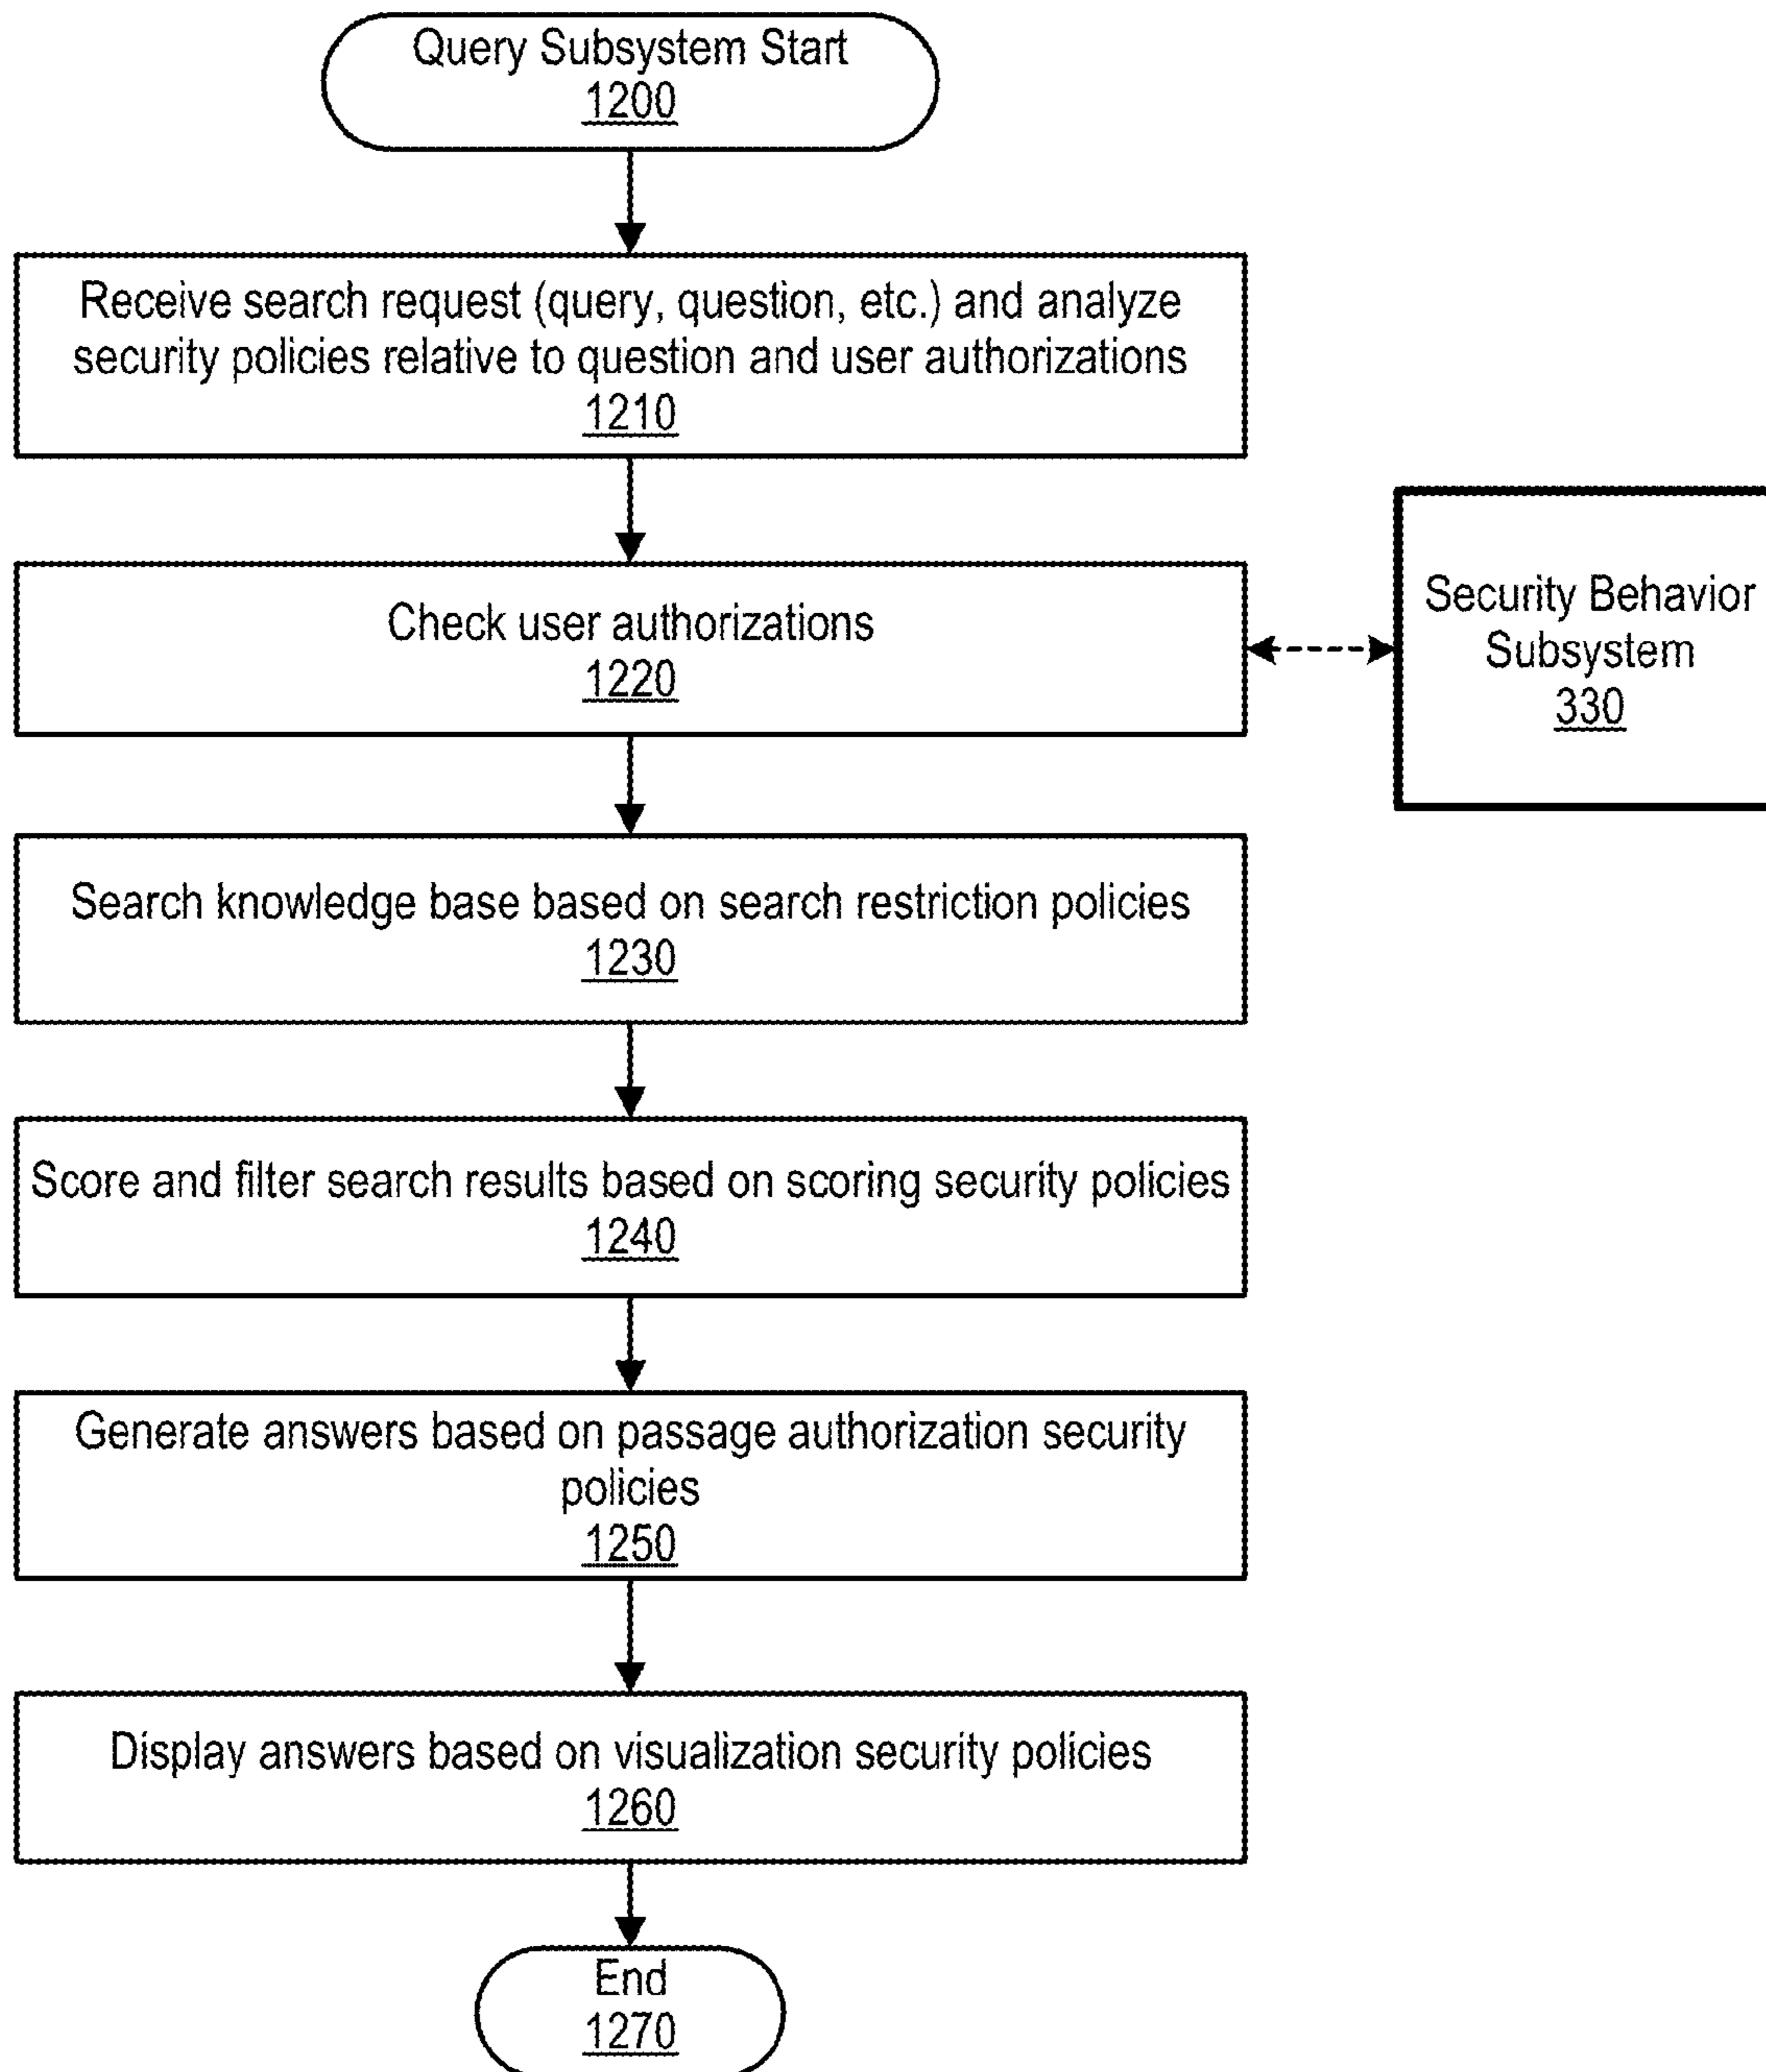 Query Subsystem Start
1200
Receive search request (query, question, etc.) and analyze
security policies relative to question and user authorizations
1210
Check user authorizations
1220
Security Behavior
Subsystem
330
Search knowledge base based on search restriction policies
1230
Score and filter search results based on scoring security policies
1240
Generate answers based on passage authorization security
policies
1250
Display answers based on visualization security policies
1260
End
1270